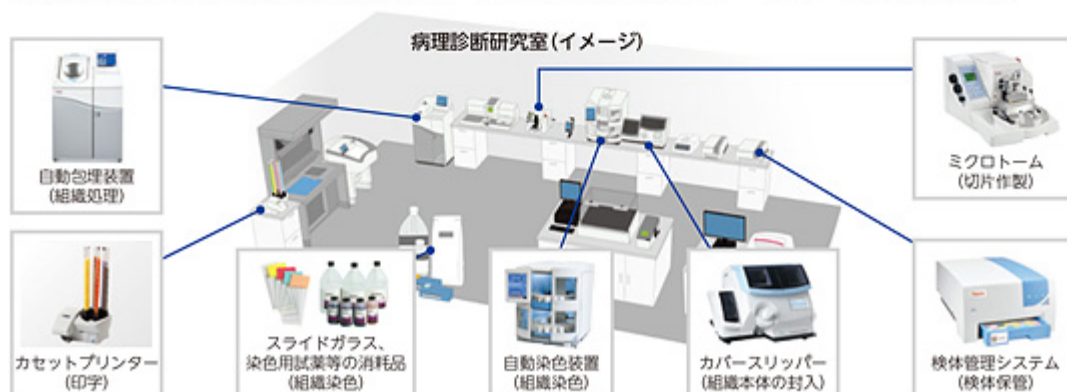 病理診断研究室(イメージ)
自動包埋装置
(組織処理)
ミクロトーム
(切片作製)
カセットプリンター
(印字)
スライドガラス、
染色用試薬等の消耗品
(組織染色)
自動染色装置
(組織染色)
カバースリッパー
(組織本体の封入)
検体管理システム
(検体保管)